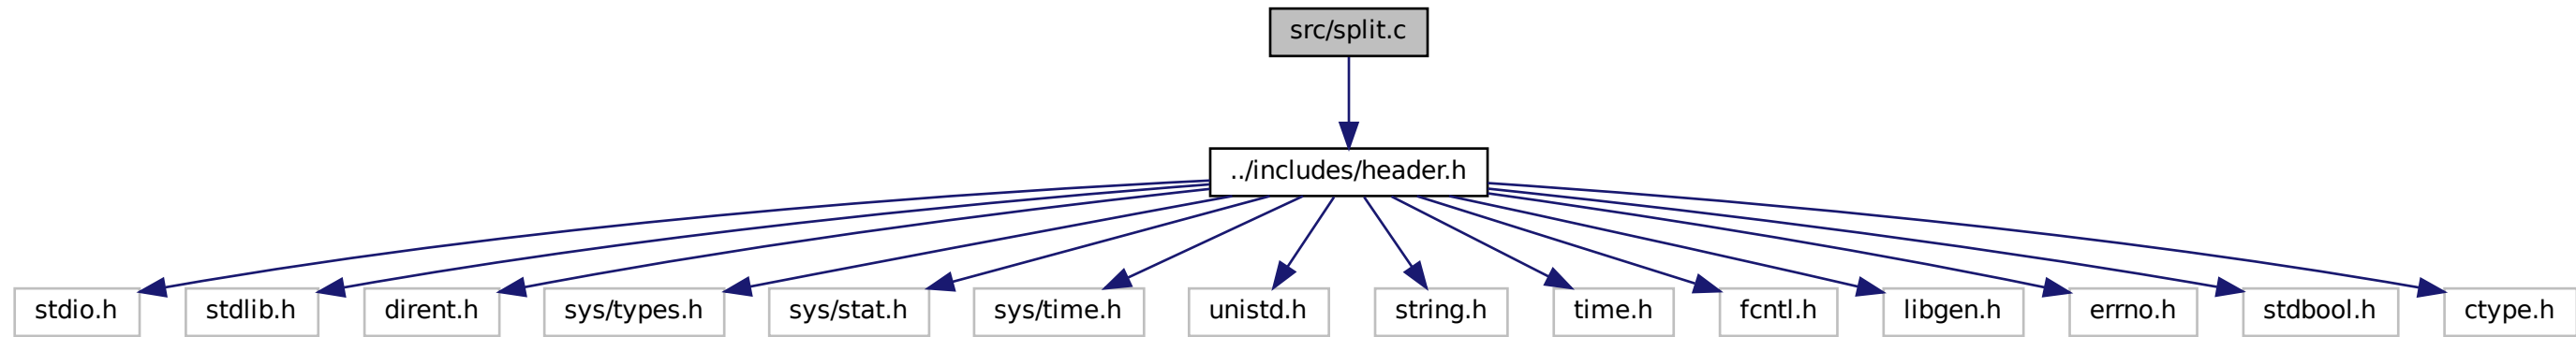 src/split.c
../includes/header.h
stdio.h
stdlib.h
dirent.h
sys/types.h
sys/stat.h
sys/time.h
unistd.h
string.h
time.h
fcntl.h
libgen.h
errno.h
stdbool.h
ctype.h